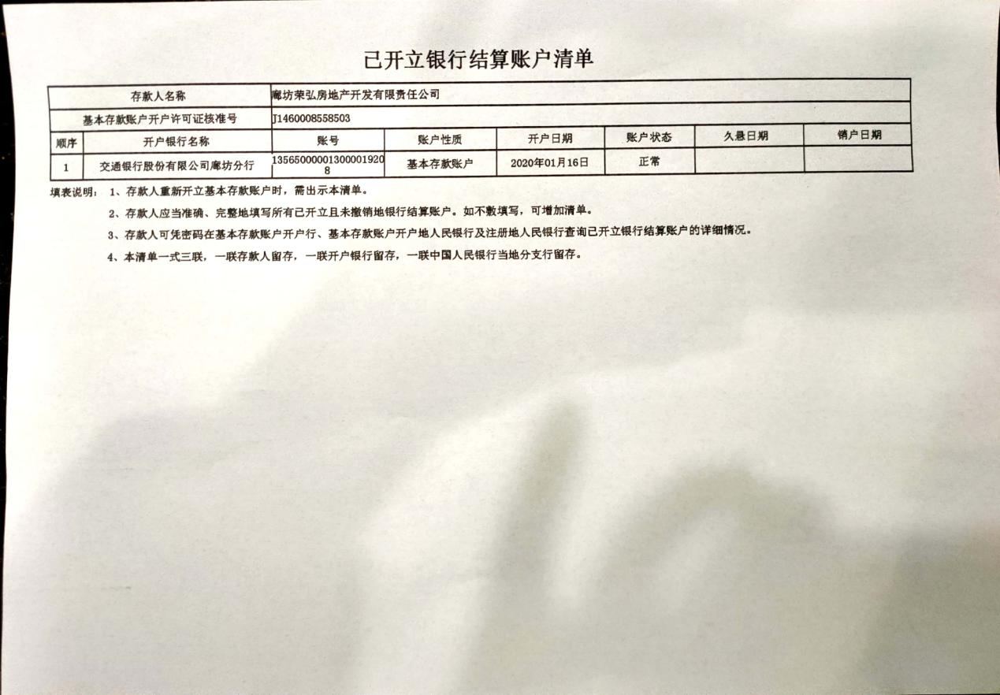 已开立银行结算账户清单
存款人名称 廊坊荣弘房地产开发有限责任公司
基本存款账户开户许可证核准号 J1460008558503
顺序 开户银行名称 账号 账户性质 开户日期 账户状态 久悬日期 销户日期
1 交通银行股份有限公司廊坊分行 13565000001300001920 基本存款账户 2020年01月16日 正常
8
填表说明: 1、存款人重新开立基本存款账户时,需出示本清单。
2、存款人应当准确、完整地填写所有已开立且未撤销地银行结算账户。如不敷填写,可增加清单。
3、存款人可凭密码在基本存款账户开户行、基本存款账户开户地人民银行及注册地人民银行查询已开立银行结算账户的详细情况。
4、本清单一式三联,一联存款人留存,一联开户银行留存,一联中国人民银行当地分支行留存。